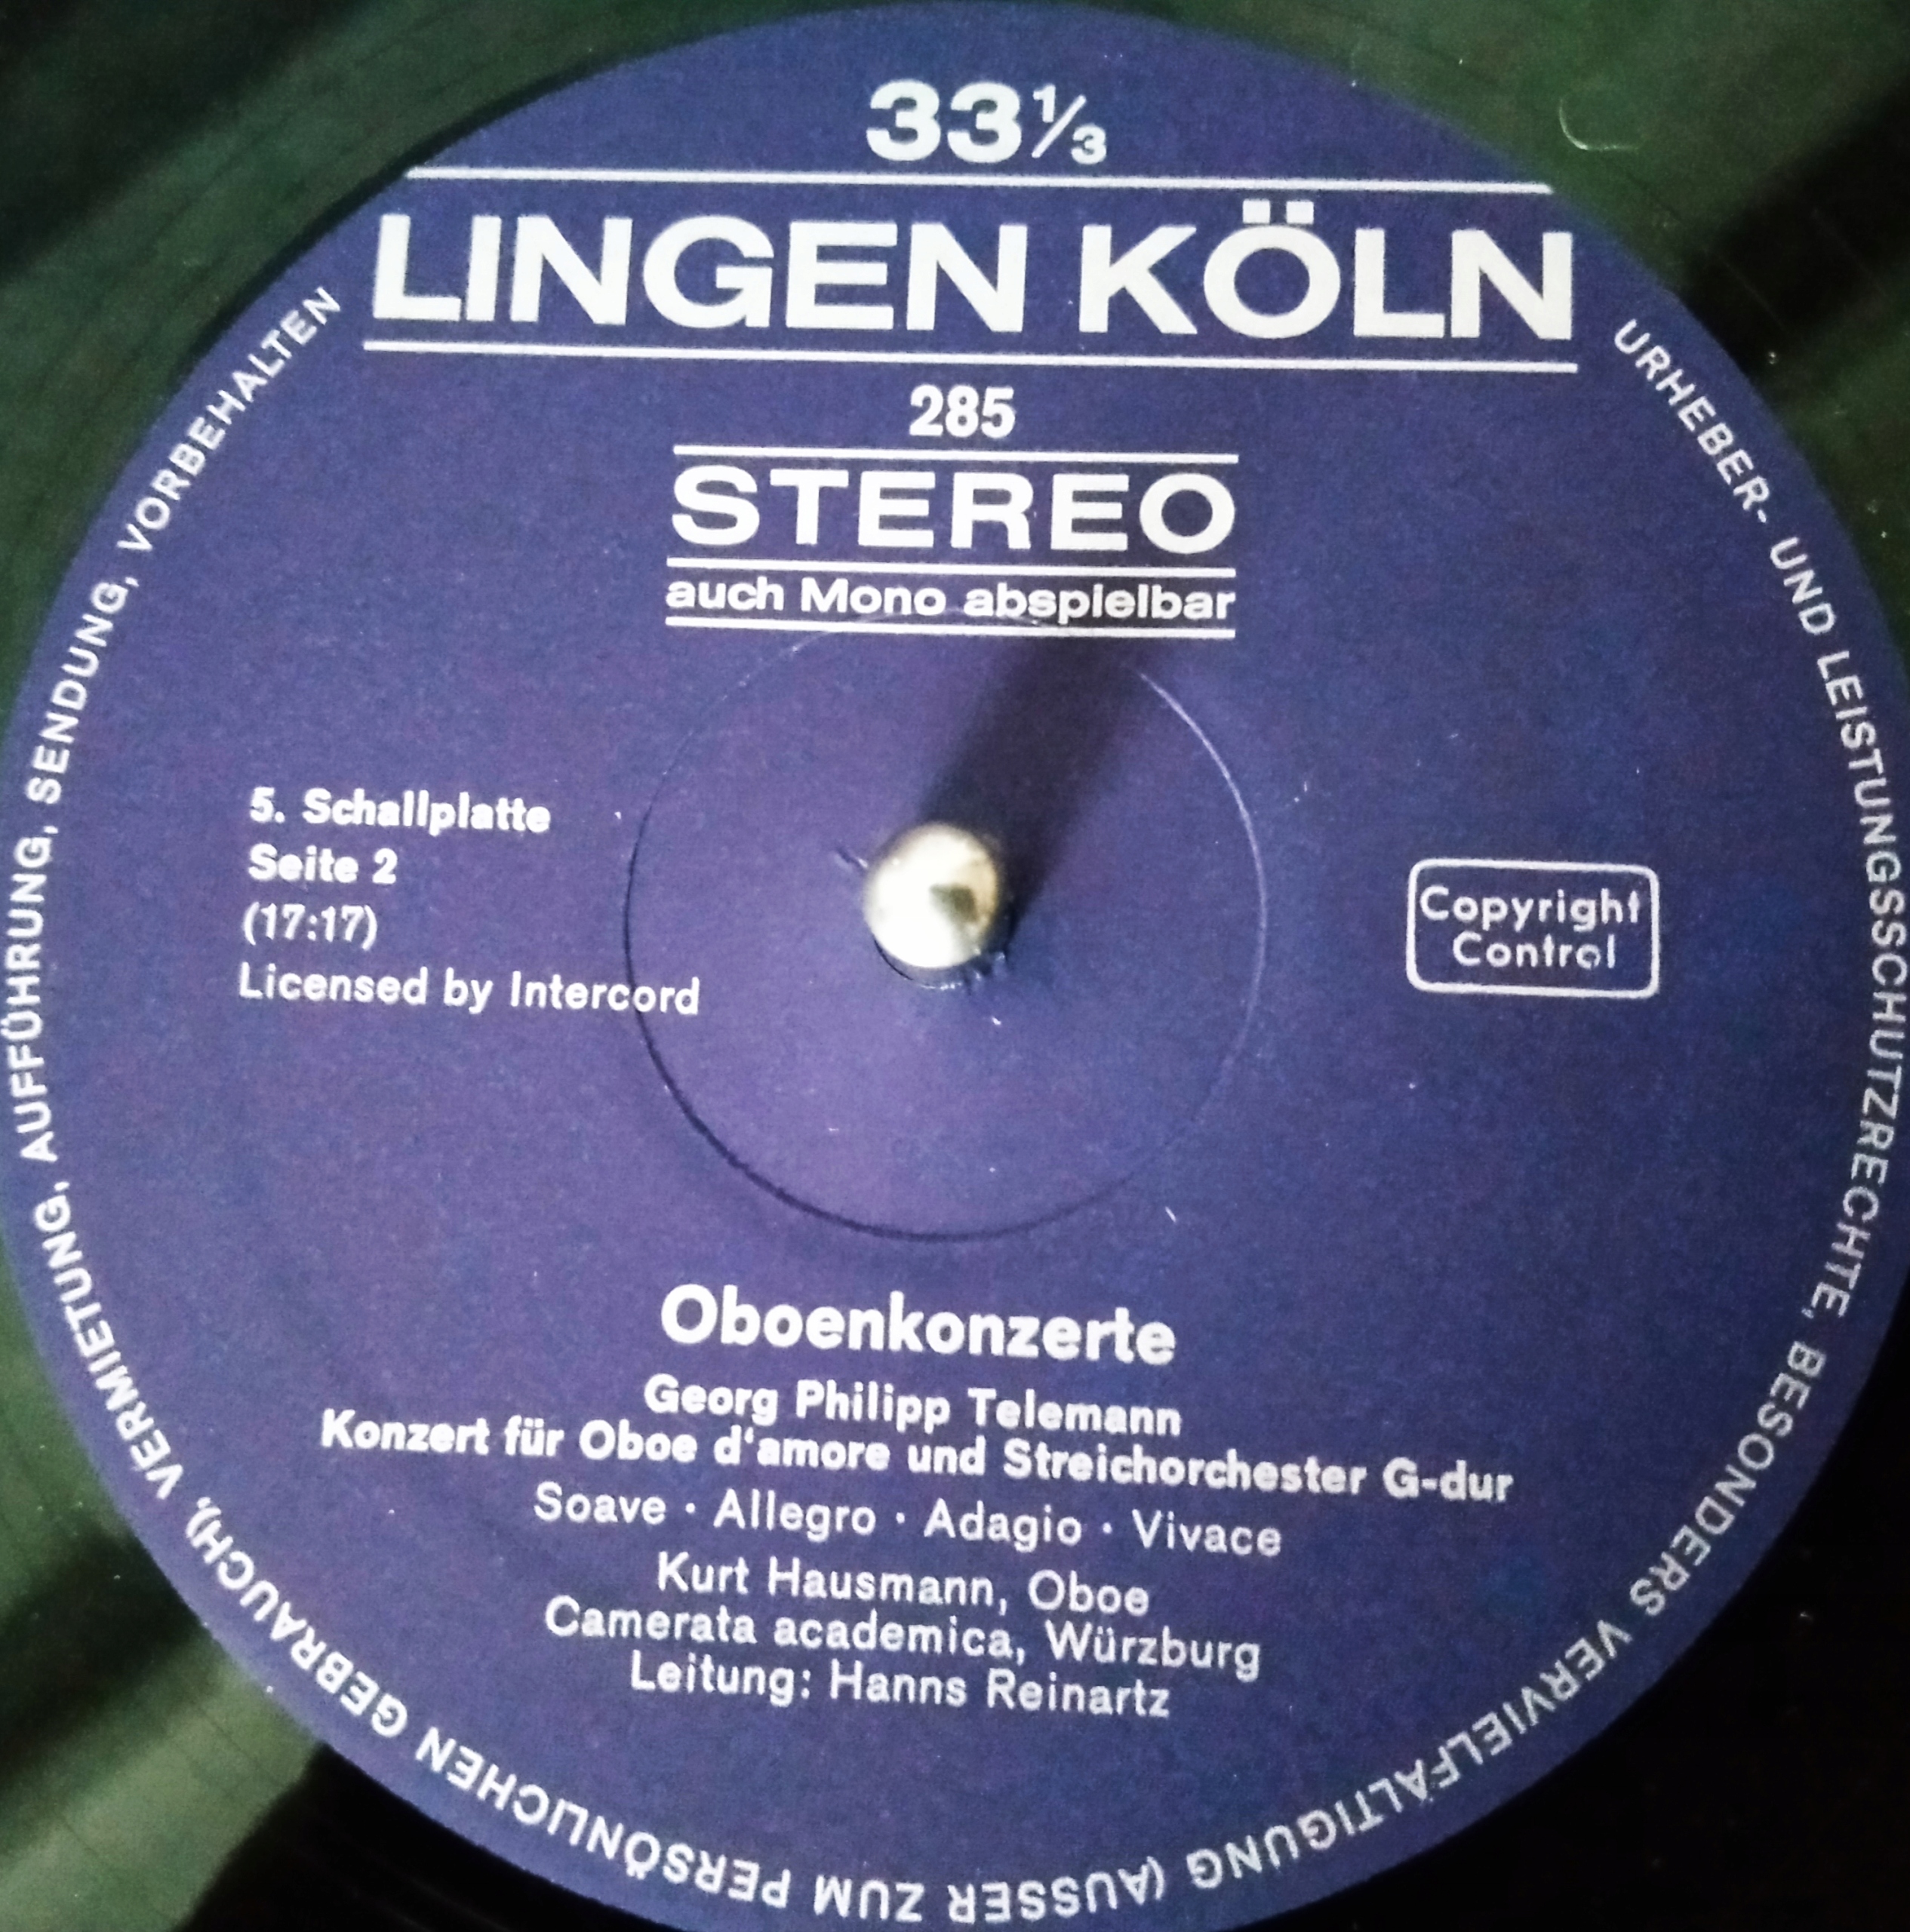 33⅓
LINGEN KÖLN
285
STEREO
auch Mono abspielbar
5. Schallplatte
Seite 2
(17:17)
Licensed by Intercord
Copyright
Control
Oboenkonzerte
Georg Philipp Telemann
Konzert für Oboe d'amore und Streichorchester G-dur
Soave · Allegro · Adagio · Vivace
Kurt Hausmann, Oboe
Camerata academica, Würzburg
Leitung: Hanns Reinartz
URHEBER- UND LEISTUNGSSCHUTZRECHTE, BESONDERS VERVIELFÄLTIGUNG (AUSSER ZUM PERSÖNLICHEN GEBRAUCH), VERMIETUNG, AUFFÜHRUNG, SENDUNG, VORBEHALTEN